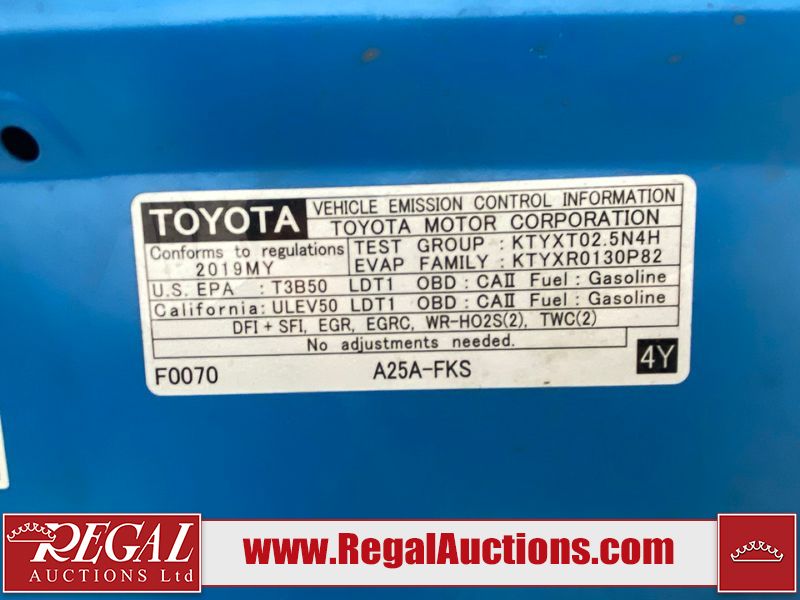 TOYOTA
VEHICLE EMISSION CONTROL INFORMATION
TOYOTA MOTOR CORPORATION
Conforms to regulations
2019MY
TEST GROUP : KTYXT02.5N4H
EVAP FAMILY : KTYXR0130P82
U.S. EPA : T3B50 LDT1 OBD : CAII Fuel : Gasoline
California: ULEV50 LDT1 OBD : CAII Fuel : Gasoline
DFI + SFI, EGR, EGRC, WR-HO2S(2), TWC(2)
No adjustments needed.
F0070 A25A-FKS 4Y
REGAL
AUCTIONS Ltd
www.RegalAuctions.com